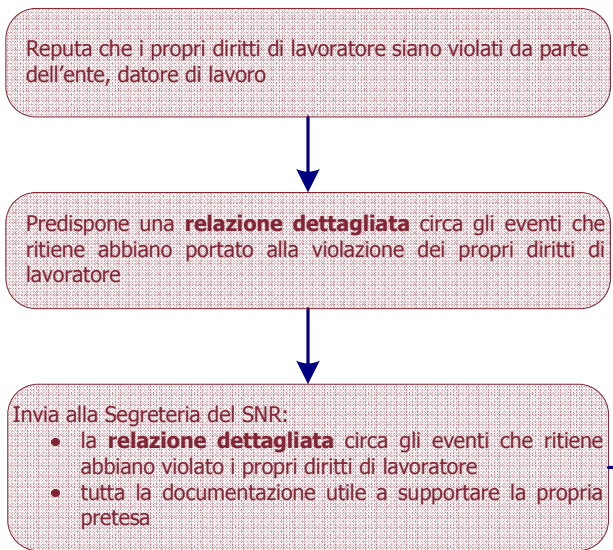 Reputa che i propri diritti di lavoratore siano violati da parte
dell'ente, datore di lavoro
Predispone una relazione dettagliata circa gli eventi che
ritiene abbiano portato alla violazione dei propri diritti di
lavoratore
Invia alla Segreteria del SNR:
• la relazione dettagliata circa gli eventi che ritiene
abbiano violato i propri diritti di lavoratore
• tutta la documentazione utile a supportare la propria
pretesa